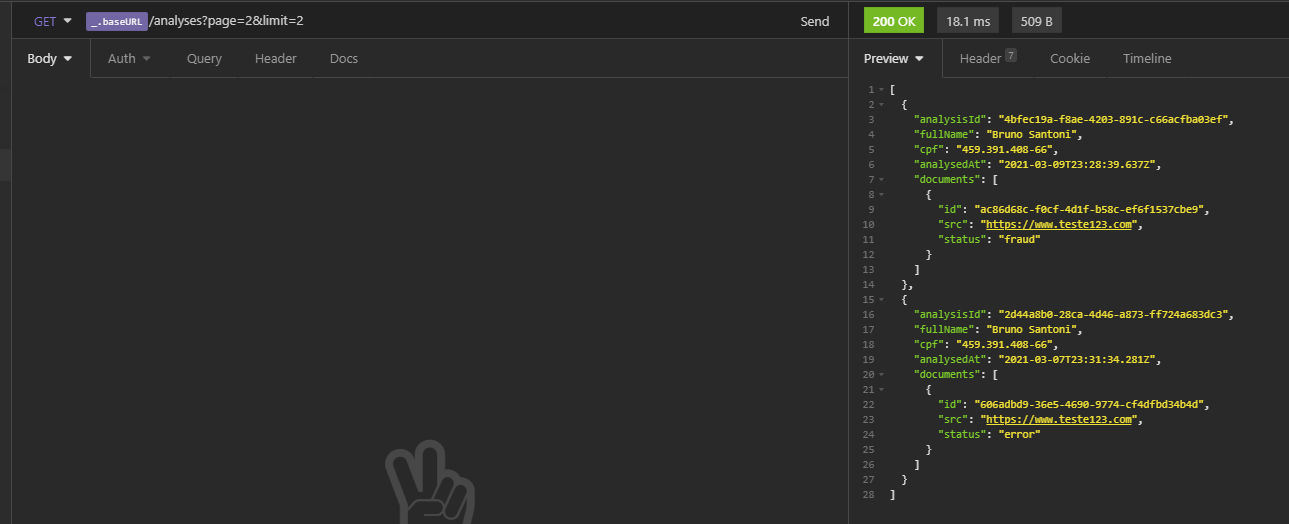 GET _.baseURL /analyses?page=2&limit=2 Send 200 OK 18.1 ms 509 B
Body Auth Query Header Docs
Preview Header 7 Cookie Timeline
1 [
2 {
3 "analysisId": "4bfec19a-f8ae-4203-891c-c66acfba03ef",
4 "fullName": "Bruno Santoni",
5 "cpf": "459.391.408-66",
6 "analysedAt": "2021-03-09T23:28:39.637Z",
7 "documents": [
8 {
9 "id": "ac86d68c-f0cf-4d1f-b58c-ef6f1537cbe9",
10 "src": "https://www.teste123.com",
11 "status": "fraud"
12 }
13 ]
14 },
15 {
16 "analysisId": "2d44a8b0-28ca-4d46-a873-ff724a683dc3",
17 "fullName": "Bruno Santoni",
18 "cpf": "459.391.408-66",
19 "analysedAt": "2021-03-07T23:31:34.281Z",
20 "documents": [
21 {
22 "id": "606adbd9-36e5-4690-9774-cf4dfbd34b4d",
23 "src": "https://www.teste123.com",
24 "status": "error"
25 }
26 ]
27 }
28 ]